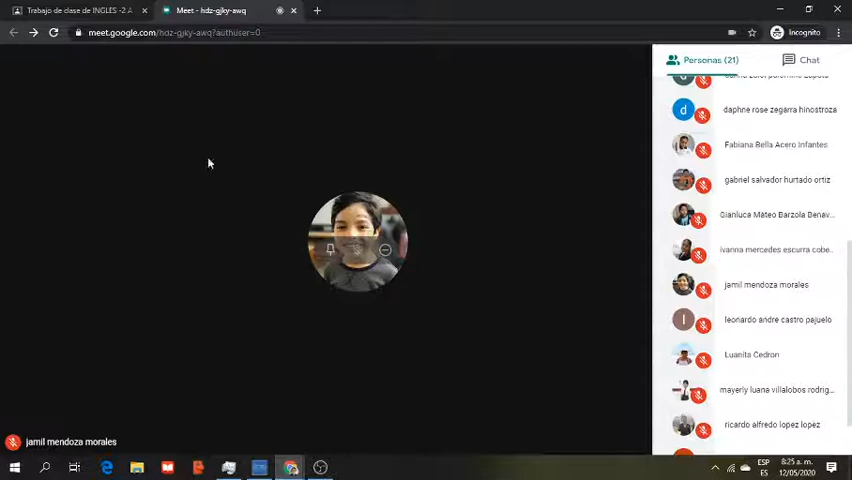 Trabajo de clase de INGLES -2 A
Meet - hdz-gjky-awq
meet.google.com/hdz-gjky-awq?authuser=0
Incognito
Personas (21)
Chat
d
daphne rose zegarra hinostroza
Fabiana Bella Acero Infantes
gabriel salvador hurtado ortiz
Gianluca Mateo Barzola Benav...
ivanna mercedes escurra cobe..
jamil mendoza morales
l
leonardo andre castro pajuelo
Luanita Cedron
mayerly luana villalobos rodrig...
ricardo alfredo lopez lopez
jamil mendoza morales
ESP
ES
8:25 a. m.
12/05/2020